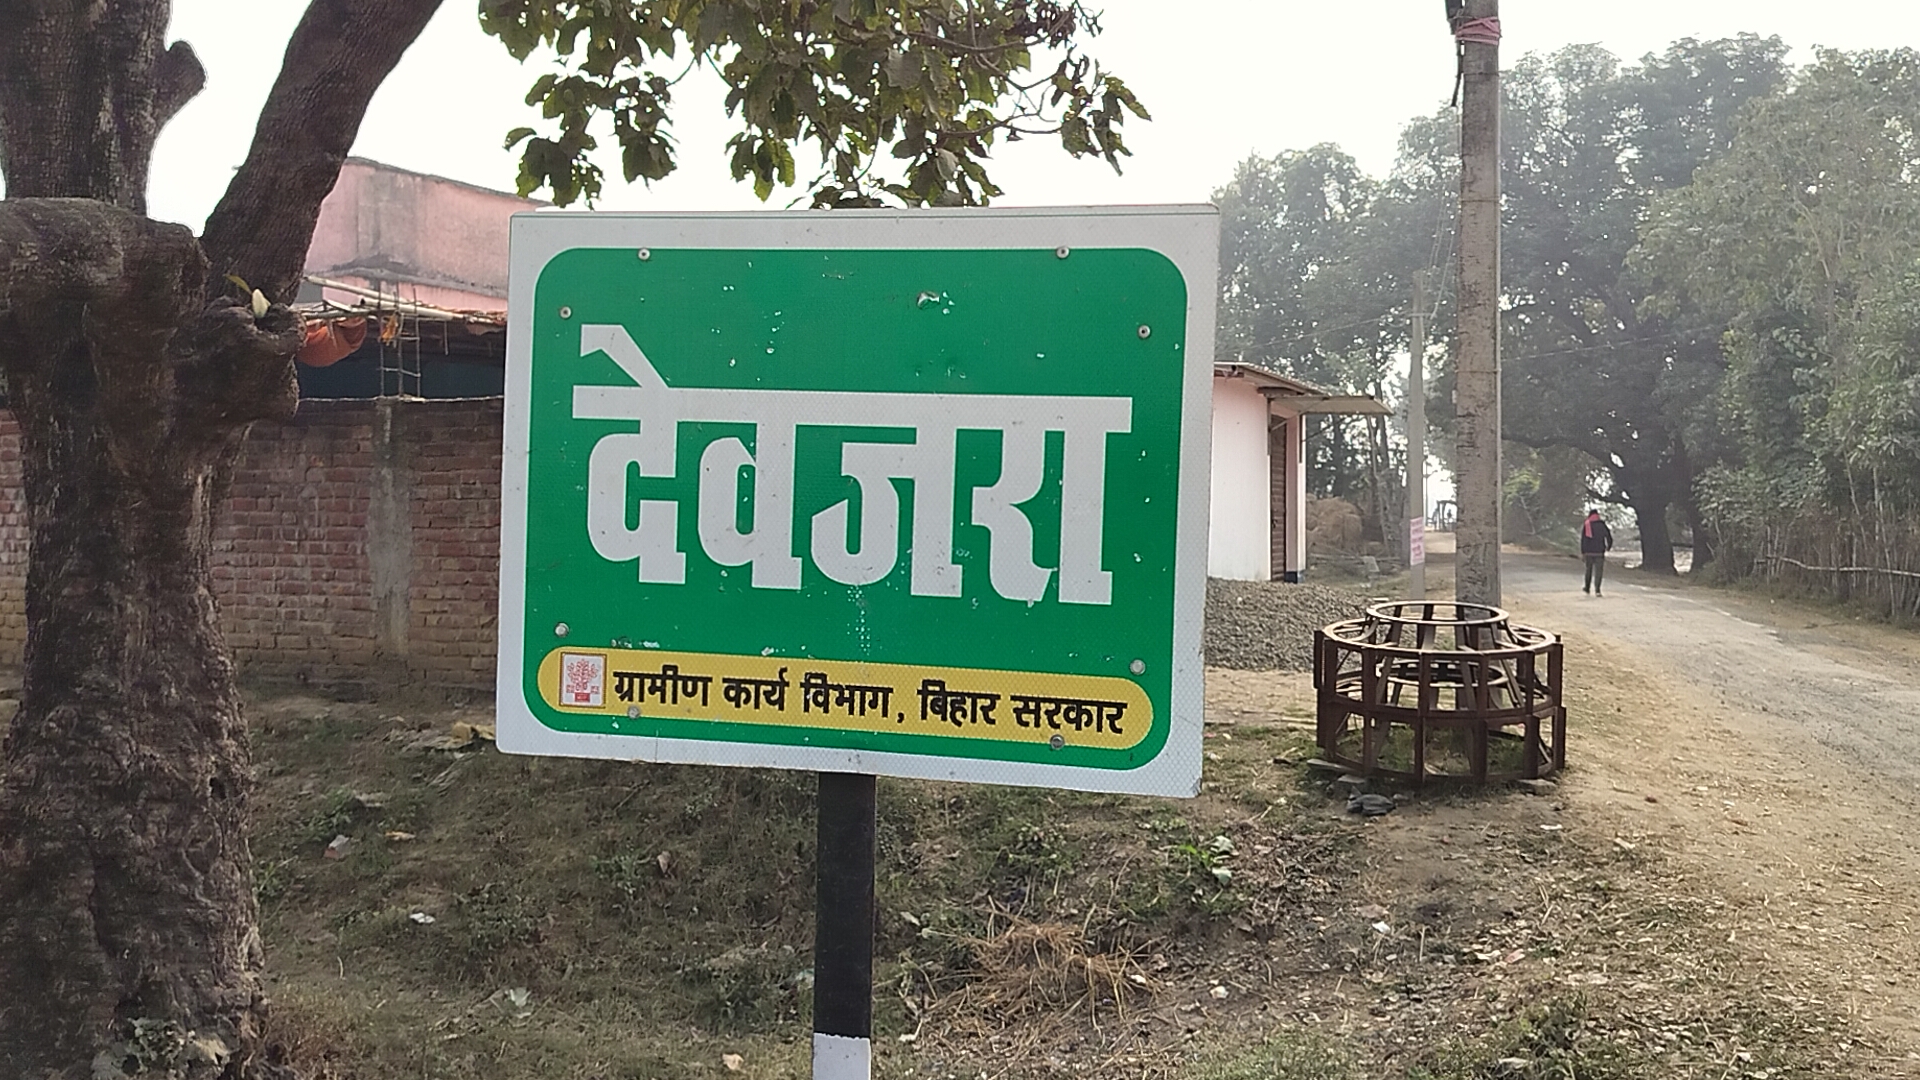 देवजरा
ग्रामीण कार्य विभाग, बिहार सरकार